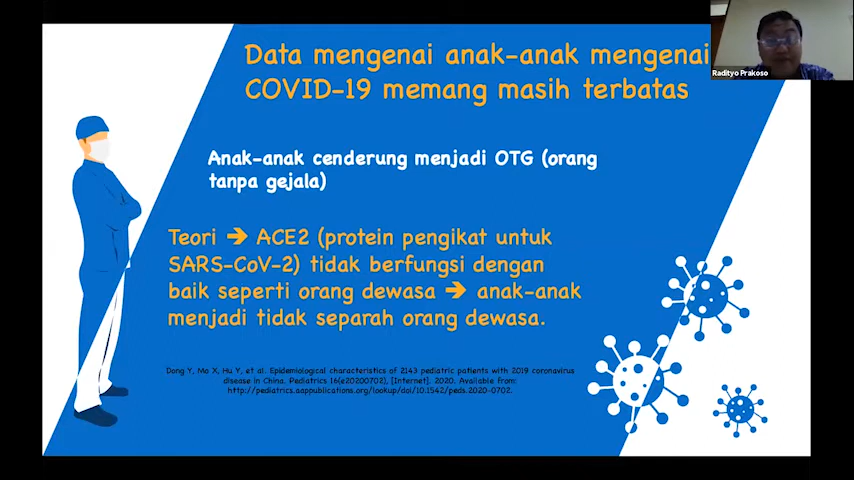 Data mengenai anak-anak mengenai
COVID-19 memang masih terbatas
Radityo Prakoso
Anak-anak cenderung menjadi OTG (orang
tanpa gejala)
Teori ➔ ACE2 (protein pengikat untuk
SARS-CoV-2) tidak berfungsi dengan
baik seperti orang dewasa ➔ anak-anak
menjadi tidak separah orang dewasa.
Dong Y, Mo X, Hu Y, et al. Epidemiological characteristics of 2143 pediatric patients with 2019 coronavirus
disease in China. Pediatrics 16(e20200702), [Internet]. 2020. Available from:
http://pediatrics.aappublications.org/lookup/doi/10.1542/peds.2020-0702.